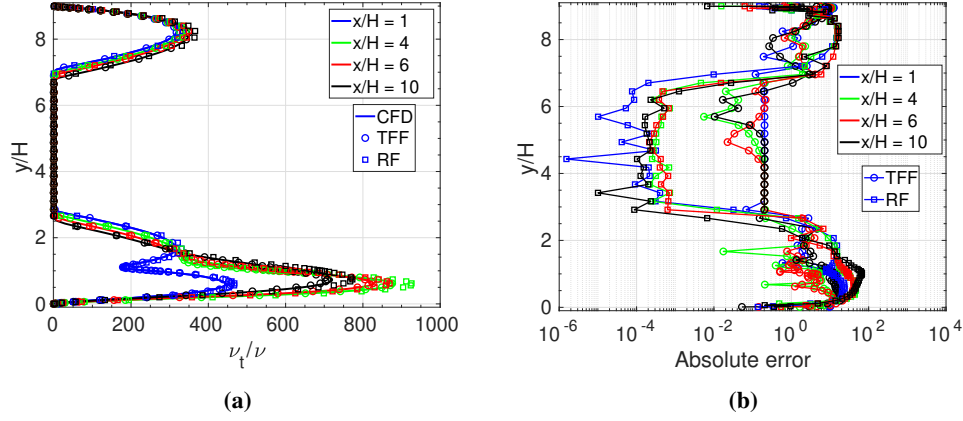 x/H = 1
x/H = 4
x/H = 6
x/H = 10
CFD
TFF
RF
y/H
8
6
4
2
0
0 200 400 600 800 1000
ν_t/ν
(a)
x/H = 1
x/H = 4
x/H = 6
x/H = 10
TFF
RF
y/H
8
6
4
2
0
10^-6 10^-4 10^-2 10^0 10^2 10^4
Absolute error
(b)